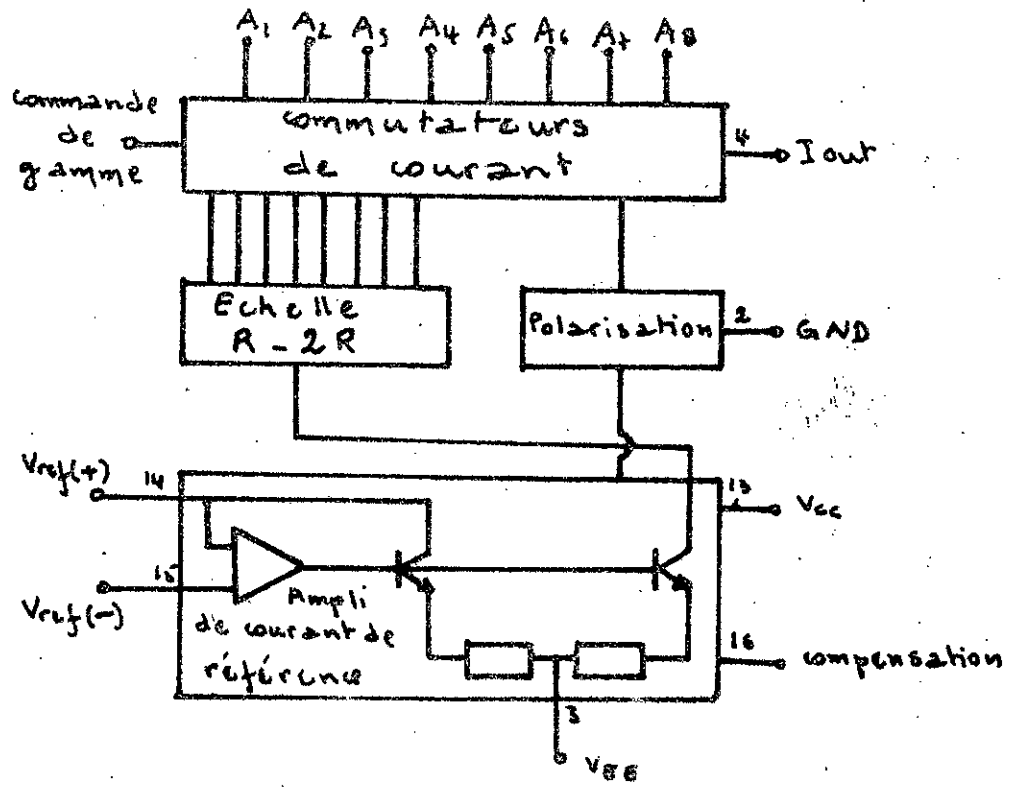 A1 A2 A3 A4 A5 A6 A7 A8
commande
de
gamme
commutateurs
de courant
4
Iout
Echelle
R-2R
Polarisation
2
GND
Vref(+)
14
13
Vcc
15
Vref(-)
Ampli
de courant de
référence
16
compensation
3
VEE